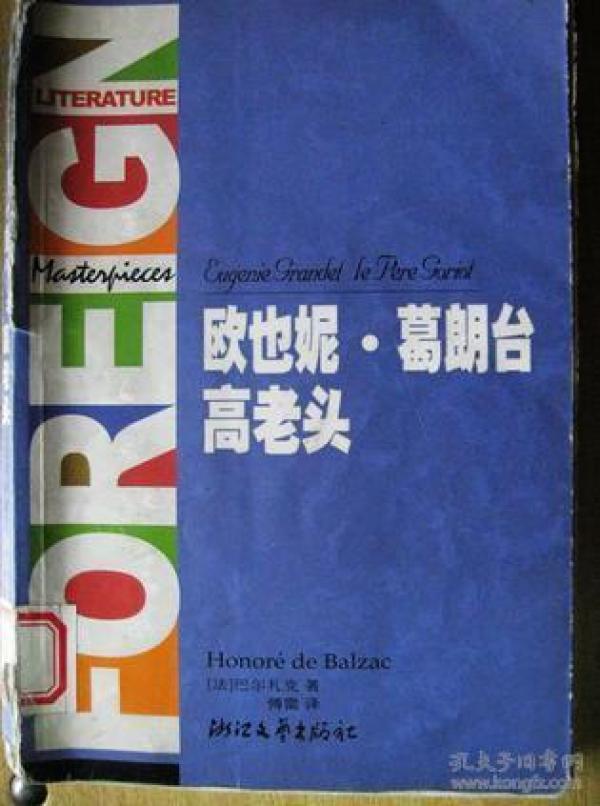 FOREIGN
LITERATURE
Masterpieces
Eugenie Grandet le Père Goriot
欧也妮·葛朗台
高老头
Honoré de Balzac
[法]巴尔扎克 著
傅雷 译
浙江文艺出版社
孔夫子旧书网
www.kongfz.com